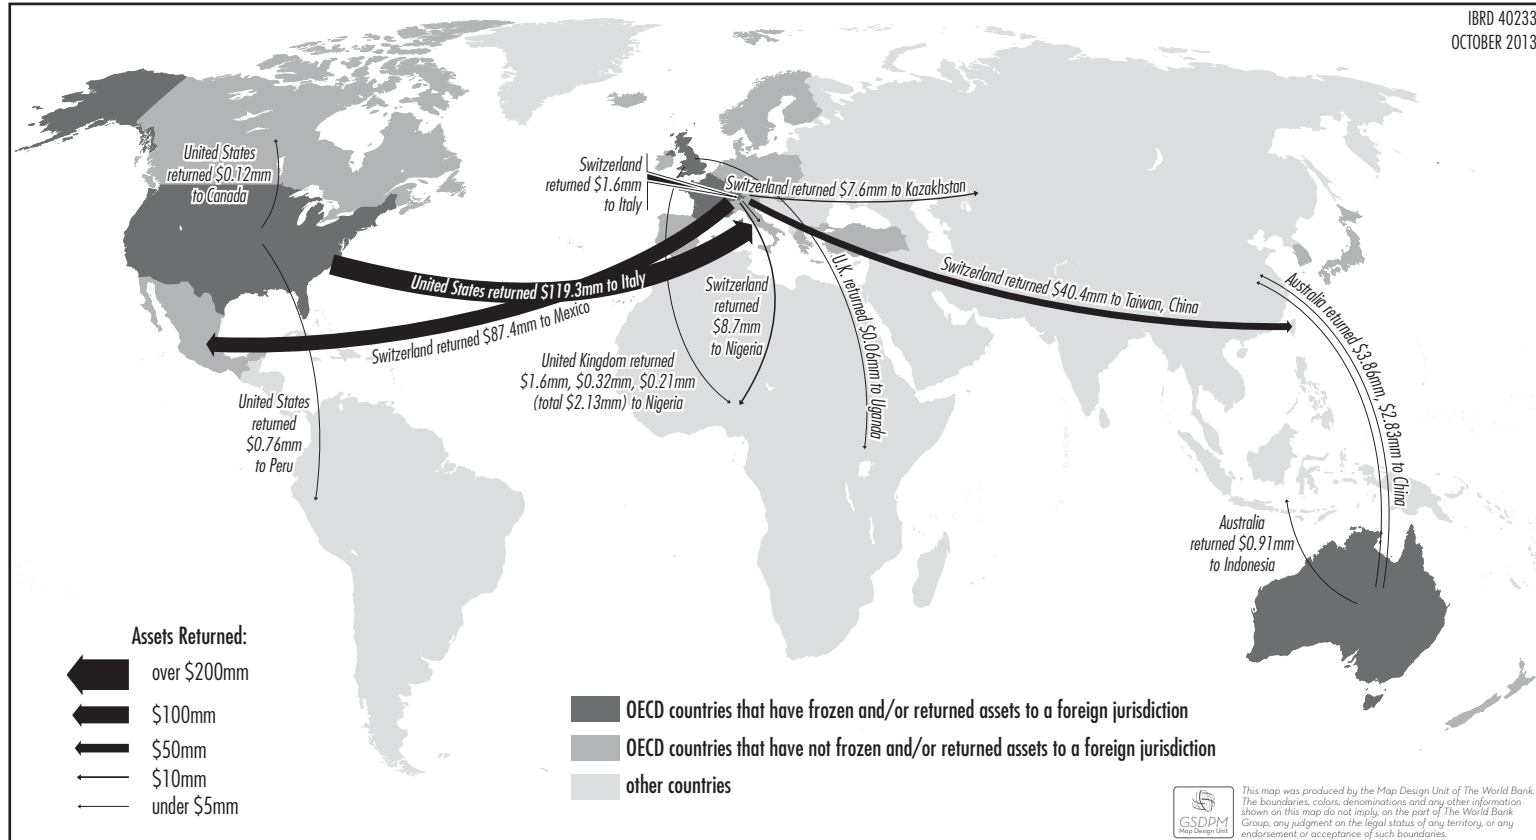 IBRD 40233
OCTOBER 2013
United States
returned $0.12mm
to Canada
Switzerland
returned $1.6mm
to Italy
Switzerland returned $7.6mm to Kazakhstan
United States returned $119.3mm to Italy
Switzerland returned $87.4mm to Mexico
Switzerland
returned
$8.7mm
to Nigeria
U.K. returned $0.06mm to Uganda
Switzerland returned $40.4mm to Taiwan, China
Australia returned $3.86mm, $2.83mm to China
United Kingdom returned
$1.6mm, $0.32mm, $0.21mm
(total $2.13mm) to Nigeria
United States
returned
$0.76mm
to Peru
Australia
returned $0.91mm
to Indonesia
Assets Returned:
over $200mm
$100mm
$50mm
$10mm
under $5mm
OECD countries that have frozen and/or returned assets to a foreign jurisdiction
OECD countries that have not frozen and/or returned assets to a foreign jurisdiction
other countries
GSDPM
Map Design Unit
This map was produced by the Map Design Unit of The World Bank.
The boundaries, colors, denominations and any other information
shown on this map do not imply, on the part of The World Bank
Group, any judgment on the legal status of any territory, or any
endorsement or acceptance of such boundaries.